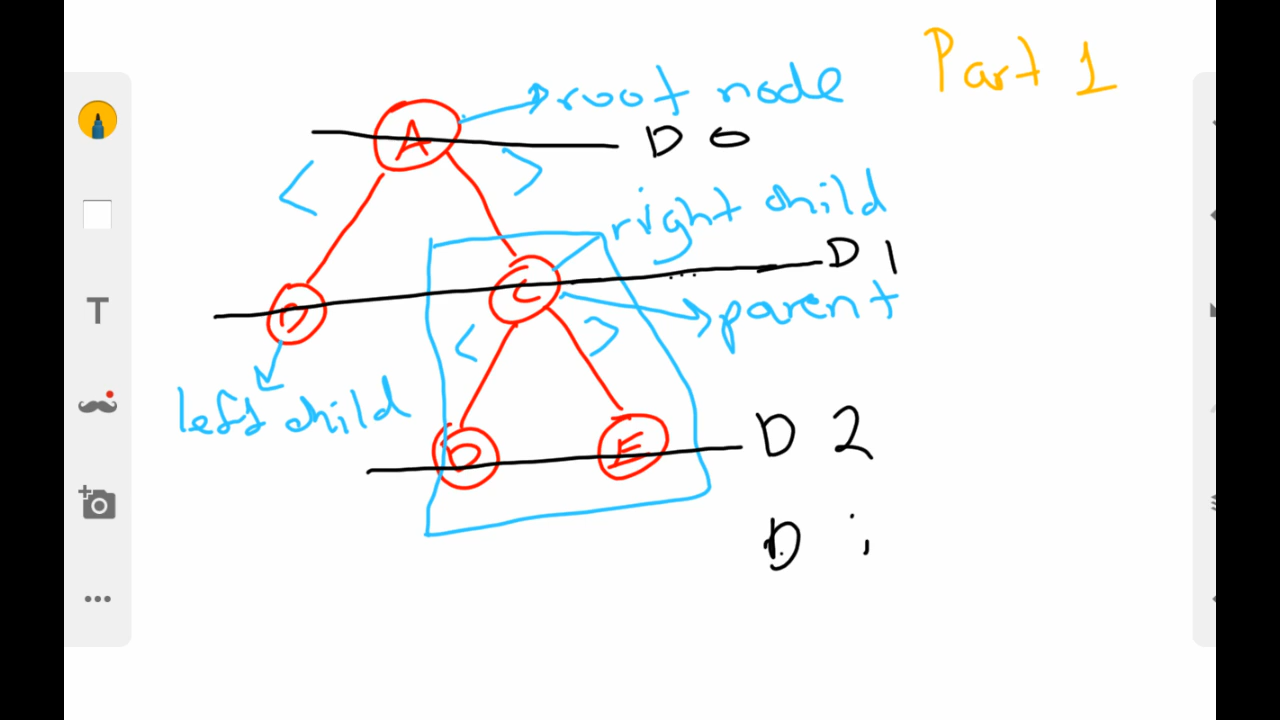 Part 1
root node
A
D 0
<
>
right child
D 1
C
parent
<
>
left child
D 2
D
E
D i
T